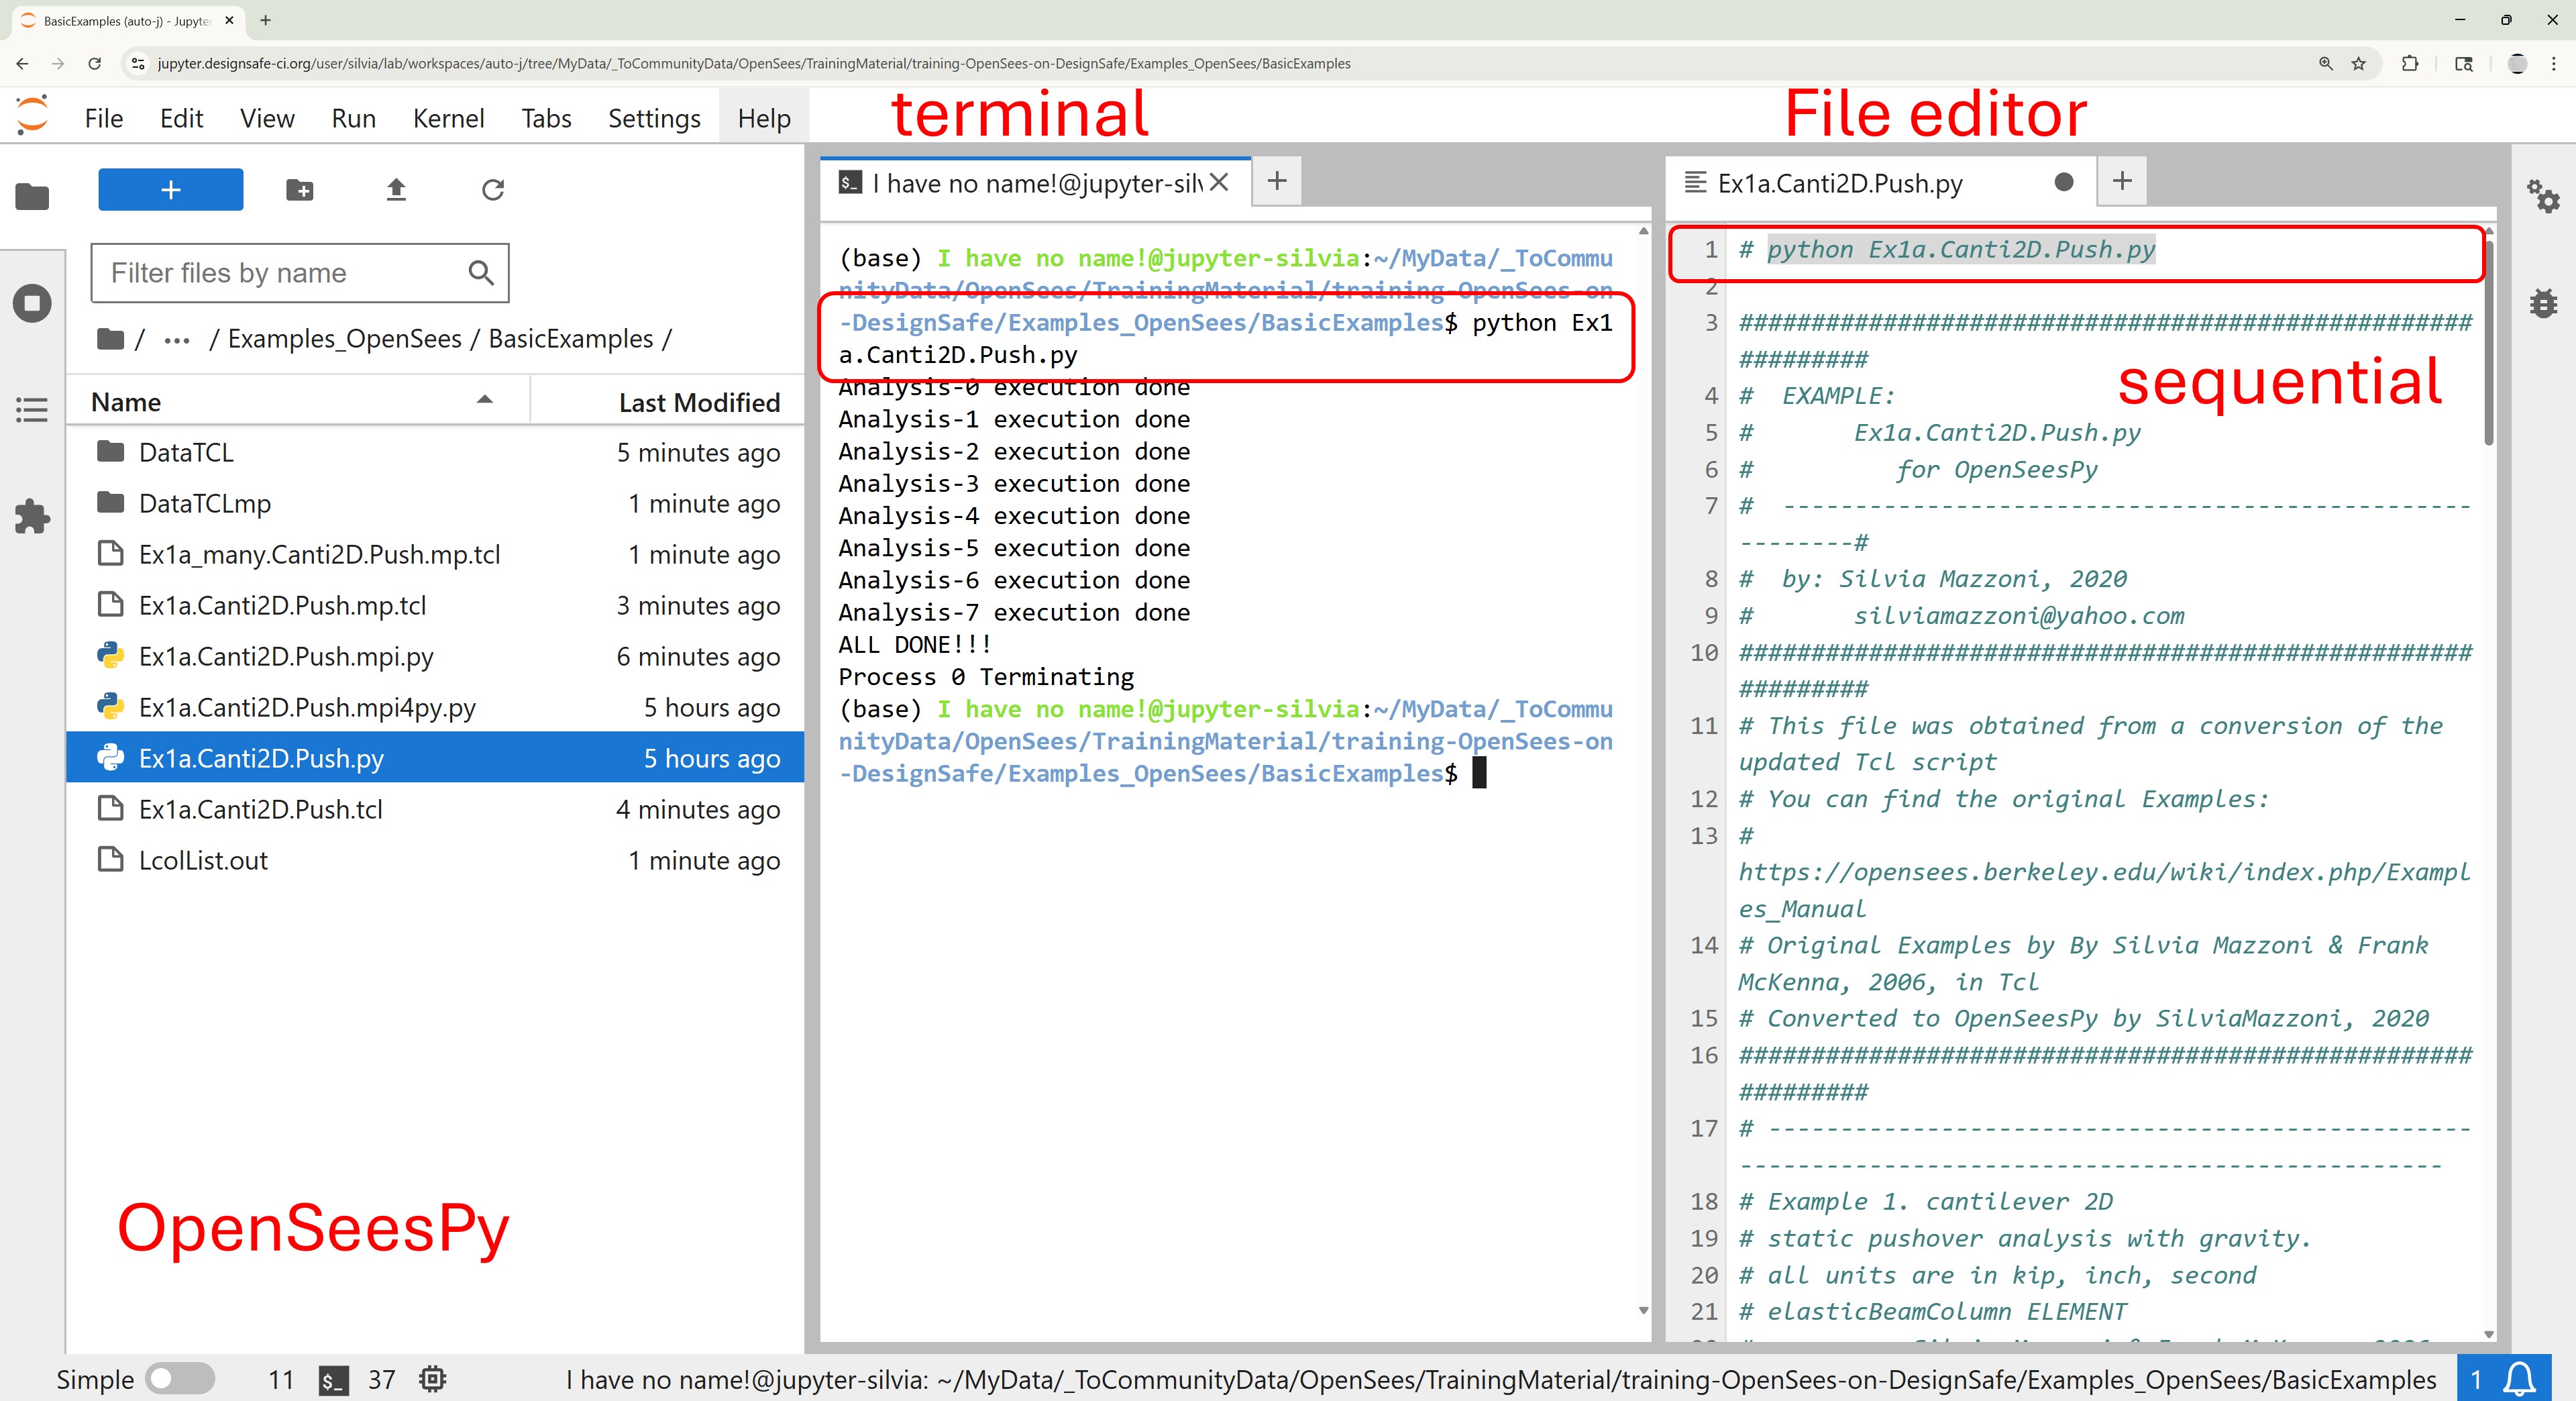 BasicExamples (auto-j) - Jupyte
jupyter.designsafe-ci.org/user/silvia/lab/workspaces/auto-j/tree/MyData/_ToCommunityData/OpenSees/TrainingMaterial/training-OpenSees-on-DesignSafe/Examples_OpenSees/BasicExamples
File Edit View Run Kernel Tabs Settings Help
terminal
File editor
Filter files by name
/ ... / Examples_OpenSees / BasicExamples /
Name Last Modified
DataTCL 5 minutes ago
DataTCLmp 1 minute ago
Ex1a_many.Canti2D.Push.mp.tcl 1 minute ago
Ex1a.Canti2D.Push.mp.tcl 3 minutes ago
Ex1a.Canti2D.Push.mpi.py 6 minutes ago
Ex1a.Canti2D.Push.mpi4py.py 5 hours ago
Ex1a.Canti2D.Push.py 5 hours ago
Ex1a.Canti2D.Push.tcl 4 minutes ago
LcolList.out 1 minute ago
OpenSeesPy
$_ I have no name!@jupyter-silv
(base) I have no name!@jupyter-silvia:~/MyData/_ToCommu
nityData/OpenSees/TrainingMaterial/training-OpenSees-on
-DesignSafe/Examples_OpenSees/BasicExamples$ python Ex1
a.Canti2D.Push.py
Analysis-0 execution done
Analysis-1 execution done
Analysis-2 execution done
Analysis-3 execution done
Analysis-4 execution done
Analysis-5 execution done
Analysis-6 execution done
Analysis-7 execution done
ALL DONE!!!
Process 0 Terminating
(base) I have no name!@jupyter-silvia:~/MyData/_ToCommu
nityData/OpenSees/TrainingMaterial/training-OpenSees-on
-DesignSafe/Examples_OpenSees/BasicExamples$
Ex1a.Canti2D.Push.py
1 # python Ex1a.Canti2D.Push.py
2
3 ###################################################
#########
sequential
4 # EXAMPLE:
5 # Ex1a.Canti2D.Push.py
6 # for OpenSeesPy
7 # ------------------------------------------------
--------#
8 # by: Silvia Mazzoni, 2020
9 # silviamazzoni@yahoo.com
10 ###################################################
#########
11 # This file was obtained from a conversion of the
updated Tcl script
12 # You can find the original Examples:
13 #
https://opensees.berkeley.edu/wiki/index.php/Exampl
es_Manual
14 # Original Examples by By Silvia Mazzoni & Frank
McKenna, 2006, in Tcl
15 # Converted to OpenSeesPy by SilviaMazzoni, 2020
16 ###################################################
#########
17 # -------------------------------------------------
-------------------------------------------------
18 # Example 1. cantilever 2D
19 # static pushover analysis with gravity.
20 # all units are in kip, inch, second
21 # elasticBeamColumn ELEMENT
Simple 11 $_ 37 I have no name!@jupyter-silvia: ~/MyData/_ToCommunityData/OpenSees/TrainingMaterial/training-OpenSees-on-DesignSafe/Examples_OpenSees/BasicExamples 1